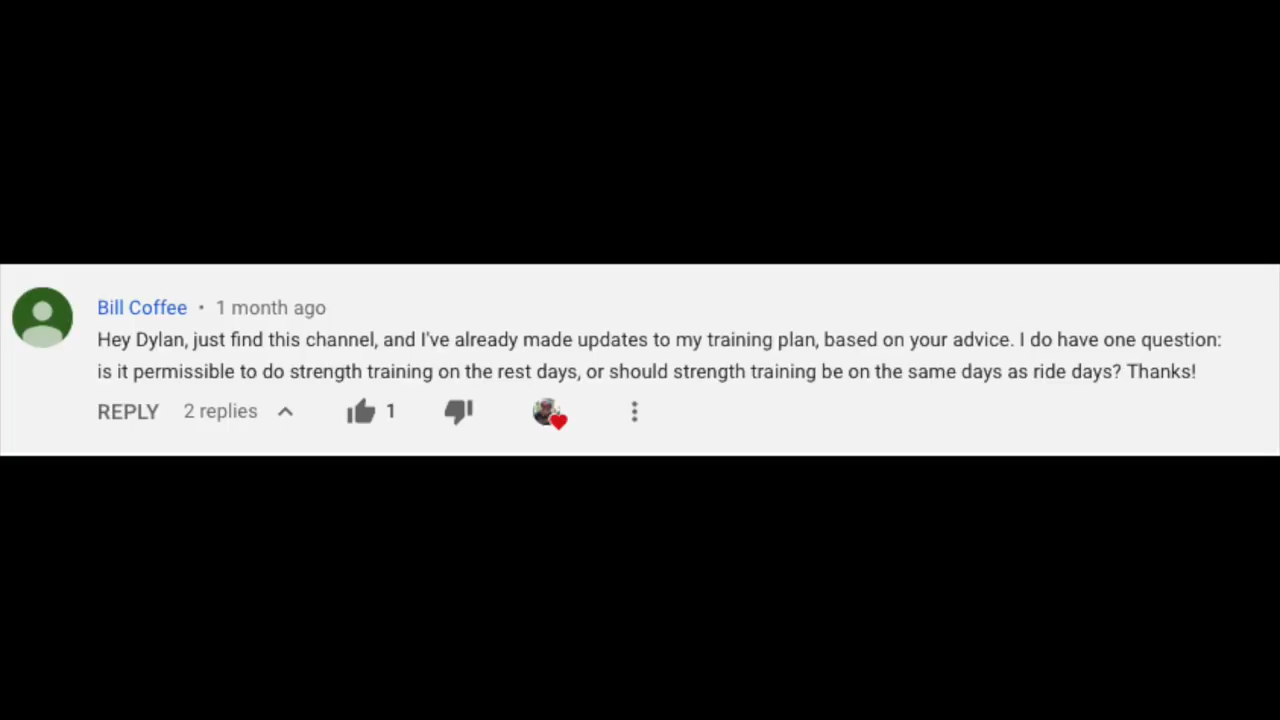 Bill Coffee • 1 month ago
Hey Dylan, just find this channel, and I've already made updates to my training plan, based on your advice. I do have one question:
is it permissible to do strength training on the rest days, or should strength training be on the same days as ride days? Thanks!
REPLY 2 replies 1